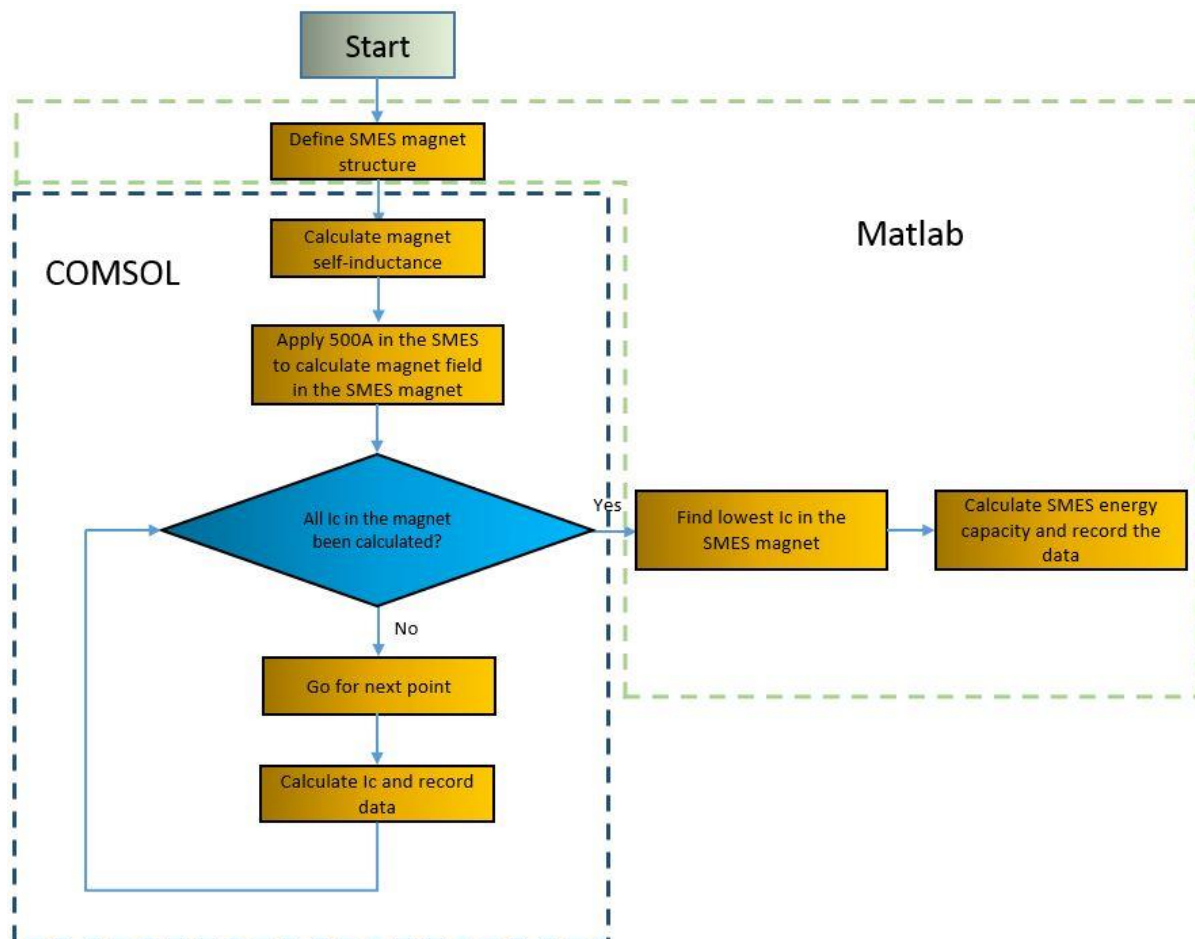 Start
Define SMES magnet
structure
Calculate magnet
self-inductance
COMSOL
Matlab
Apply 500A in the SMES
to calculate magnet field
in the SMES magnet
All Ic in the magnet
been calculated?
Yes
Find lowest Ic in the
SMES magnet
Calculate SMES energy
capacity and record the
data
No
Go for next point
Calculate Ic and record
data